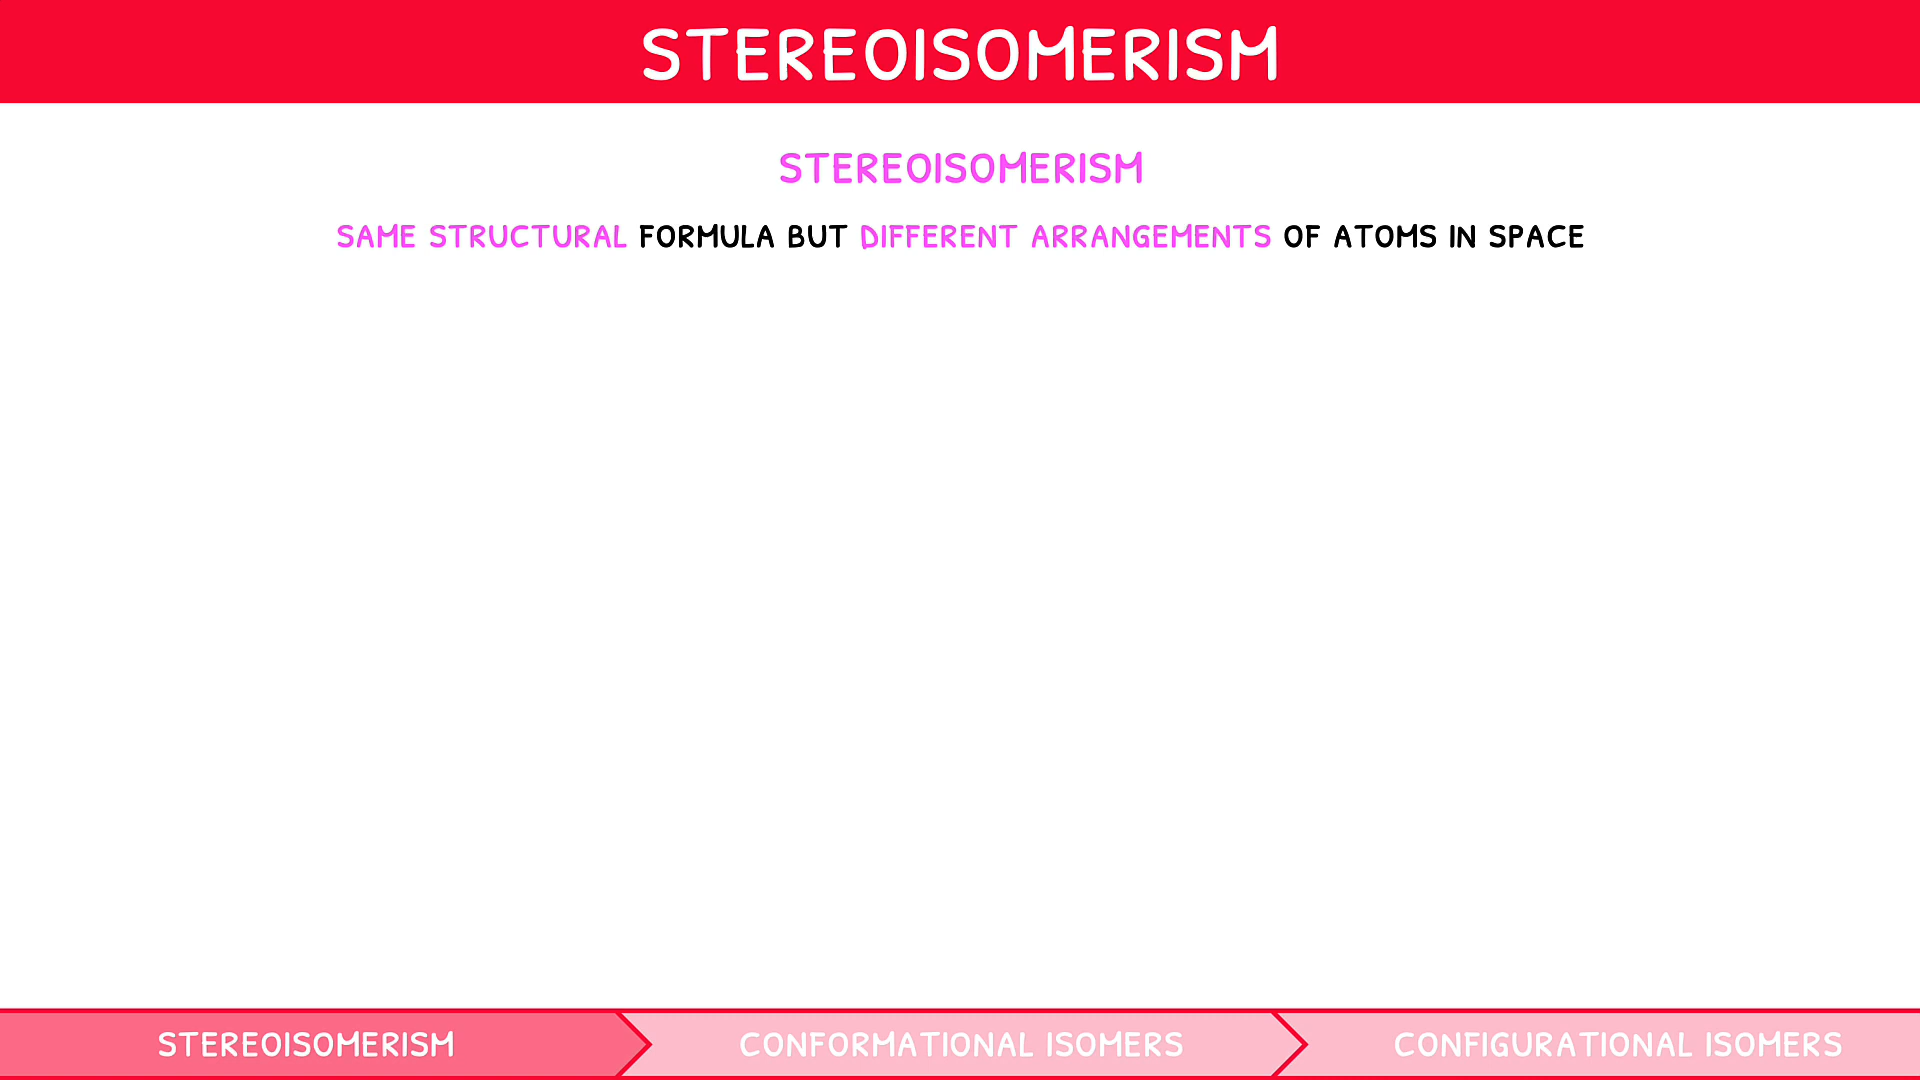 STEREOISOMERISM
STEREOISOMERISM
SAME STRUCTURAL FORMULA BUT DIFFERENT ARRANGEMENTS OF ATOMS IN SPACE
STEREOISOMERISM
CONFORMATIONAL ISOMERS
CONFIGURATIONAL ISOMERS